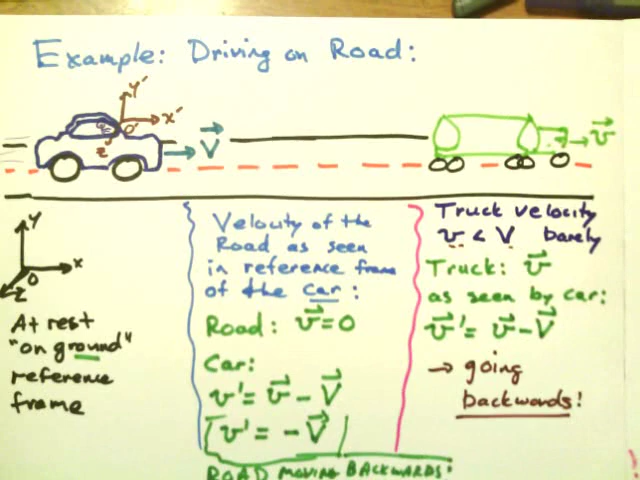 Example: Driving on Road:
Y'
X'
O'
Z'
V
v
Y
X
O
Z
At rest
"on ground"
reference
frame
Velocity of the
Road as seen
in reference frame
of the car:
Road: v = 0
Car:
v' = v - V
v' = - V
ROAD MOVING BACKWARDS!
Truck velocity
v < V barely
Truck: v
as seen by car:
v' = v - V
→ going
backwards!